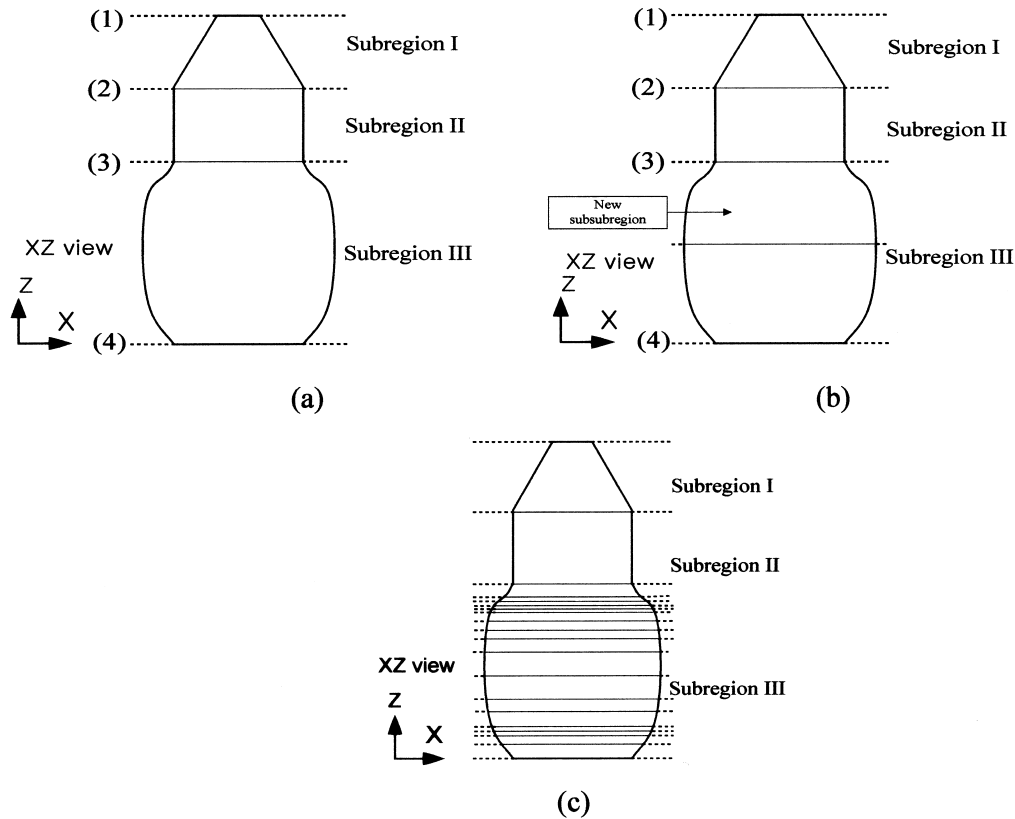 (1)
Subregion I
(2)
Subregion II
(3)
XZ view
Subregion III
Z
X
(4)
(a)
(1)
Subregion I
(2)
Subregion II
(3)
New
subsubregion
XZ view
Subregion III
Z
X
(4)
(b)
Subregion I
Subregion II
XZ view
Subregion III
Z
X
(c)